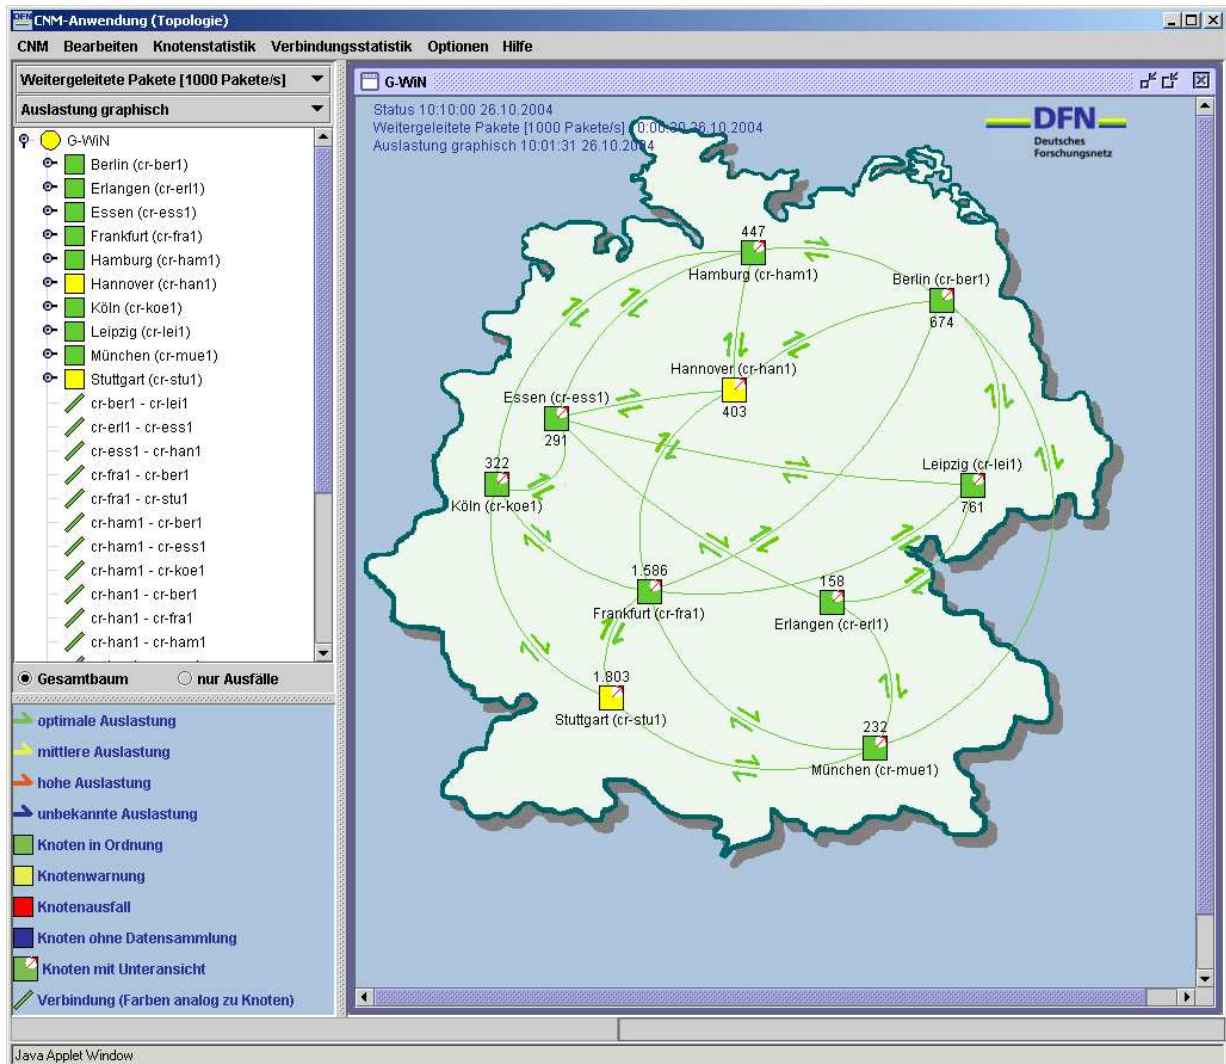 DFN CNM-Anwendung (Topologie)
CNM Bearbeiten Knotenstatistik Verbindungsstatistik Optionen Hilfe
Weitergeleitete Pakete [1000 Pakete/s]
Auslastung graphisch
G-WiN
Berlin (cr-ber1)
Erlangen (cr-erl1)
Essen (cr-ess1)
Frankfurt (cr-fra1)
Hamburg (cr-ham1)
Hannover (cr-han1)
Köln (cr-koe1)
Leipzig (cr-lei1)
München (cr-mue1)
Stuttgart (cr-stu1)
cr-ber1 - cr-lei1
cr-erl1 - cr-ess1
cr-ess1 - cr-han1
cr-fra1 - cr-ber1
cr-fra1 - cr-stu1
cr-ham1 - cr-ber1
cr-ham1 - cr-ess1
cr-ham1 - cr-koe1
cr-han1 - cr-ber1
cr-han1 - cr-fra1
cr-han1 - cr-ham1
Gesamtbaum nur Ausfälle
optimale Auslastung
mittlere Auslastung
hohe Auslastung
unbekannte Auslastung
Knoten in Ordnung
Knotenwarnung
Knotenausfall
Knoten ohne Datensammlung
Knoten mit Unteransicht
Verbindung (Farben analog zu Knoten)
G-WiN
Status 10:10:00 26.10.2004
Weitergeleitete Pakete [1000 Pakete/s] 10:00:30 26.10.2004
Auslastung graphisch 10:01:31 26.10.2004
DFN
Deutsches
Forschungsnetz
447
Hamburg (cr-ham1)
Berlin (cr-ber1)
674
Hannover (cr-han1)
403
Essen (cr-ess1)
291
322
Köln (cr-koe1)
Leipzig (cr-lei1)
761
1.586
Frankfurt (cr-fra1)
158
Erlangen (cr-erl1)
1.803
Stuttgart (cr-stu1)
232
München (cr-mue1)
Java Applet Window